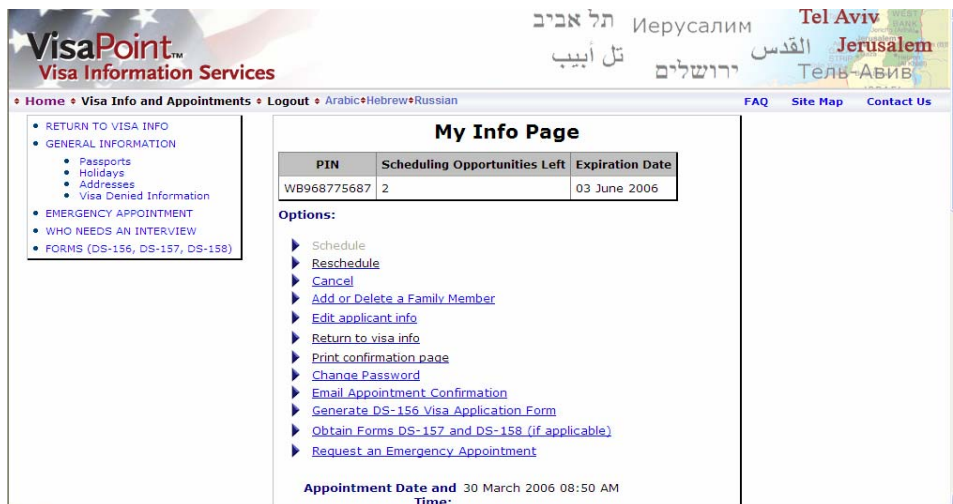 תל אביב Иерусалим Tel Aviv
VisaPoint™ تل أبيب ירושלים القدس Jerusalem
Visa Information Services Тель-Авив
Home Visa Info and Appointments Logout Arabic Hebrew Russian FAQ Site Map Contact Us
RETURN TO VISA INFO
GENERAL INFORMATION
Passports
Holidays
Addresses
Visa Denied Information
EMERGENCY APPOINTMENT
WHO NEEDS AN INTERVIEW
FORMS (DS-156, DS-157, DS-158)
My Info Page
PIN Scheduling Opportunities Left Expiration Date
WB968775687 2 03 June 2006
Options:
Schedule
Reschedule
Cancel
Add or Delete a Family Member
Edit applicant info
Return to visa info
Print confirmation page
Change Password
Email Appointment Confirmation
Generate DS-156 Visa Application Form
Obtain Forms DS-157 and DS-158 (if applicable)
Request an Emergency Appointment
Appointment Date and 30 March 2006 08:50 AM
Time: